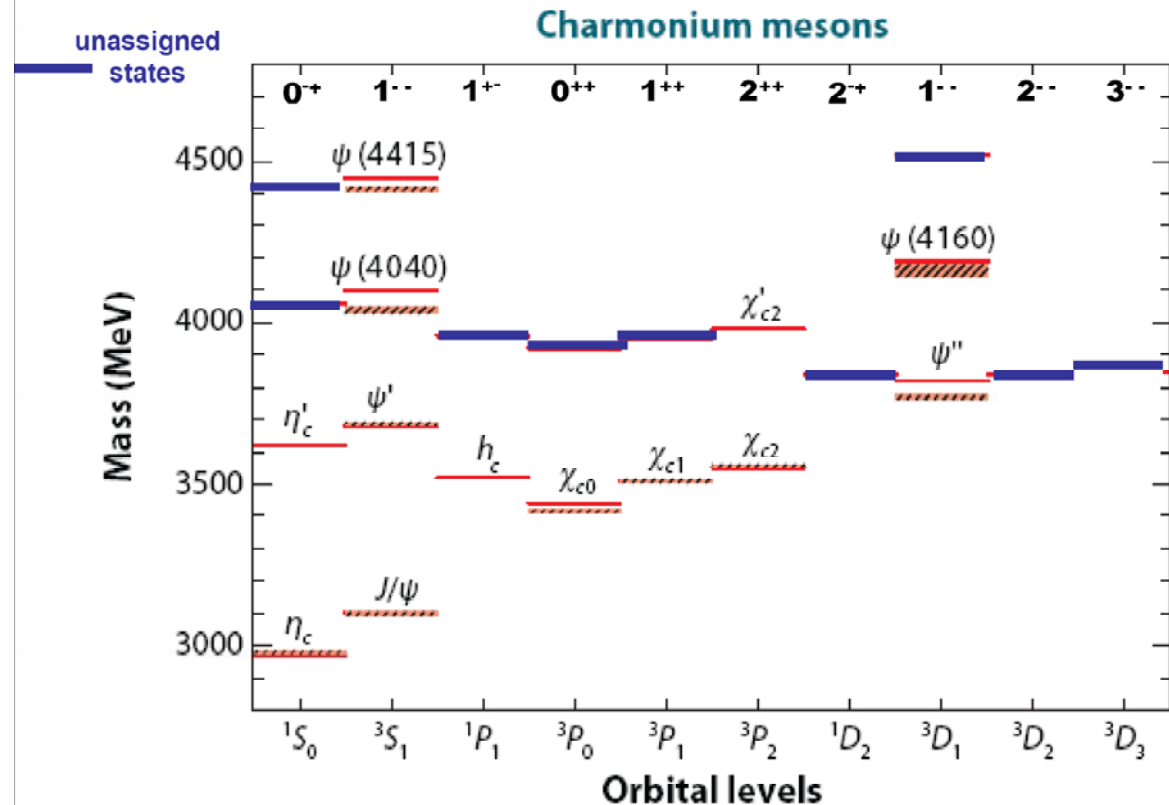 Charmonium mesons
unassigned
states
0⁻⁺ 1⁻⁻ 1⁺⁻ 0⁺⁺ 1⁺⁺ 2⁺⁺ 2⁻⁺ 1⁻⁻ 2⁻⁻ 3⁻⁻
4500
ψ (4415)
ψ (4160)
ψ (4040)
4000
χ'c2
ψ"
η'c
ψ'
hc
χc0
χc1
χc2
3500
J/ψ
ηc
3000
Mass (MeV)
¹S₀ ³S₁ ¹P₁ ³P₀ ³P₁ ³P₂ ¹D₂ ³D₁ ³D₂ ³D₃
Orbital levels